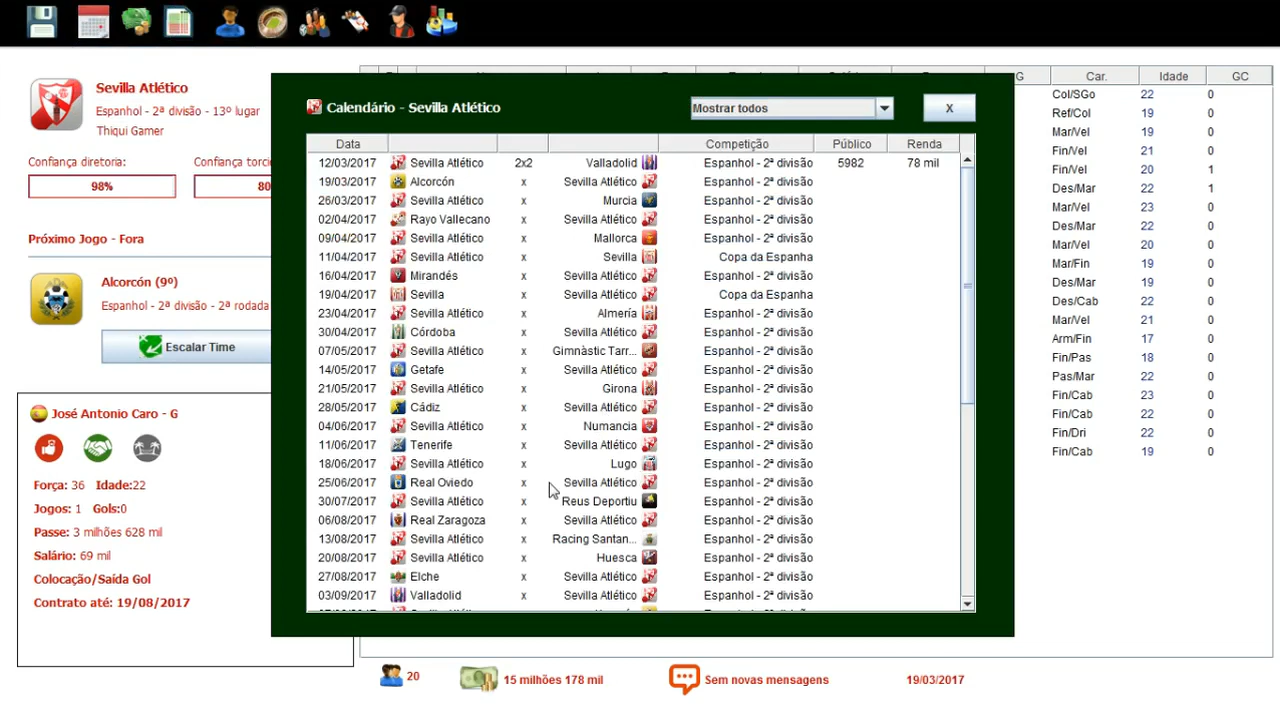 Sevilla Atlético
Espanhol - 2ª divisão - 13º lugar
Thiqui Gamer
Confiança diretoria:
Confiança torci
98%
80
Próximo Jogo - Fora
Alcorcón (9º)
Espanhol - 2ª divisão - 2ª rodada
Escalar Time
José Antonio Caro - G
Força: 36 Idade:22
Jogos: 1 Gols:0
Passe: 3 milhões 628 mil
Salário: 69 mil
Colocação/Saída Gol
Contrato até: 19/08/2017
Calendário - Sevilla Atlético
Mostrar todos
X
Data Competição Público Renda
12/03/2017 Sevilla Atlético 2x2 Valladolid Espanhol - 2ª divisão 5982 78 mil
19/03/2017 Alcorcón x Sevilla Atlético Espanhol - 2ª divisão
26/03/2017 Sevilla Atlético x Murcia Espanhol - 2ª divisão
02/04/2017 Rayo Vallecano x Sevilla Atlético Espanhol - 2ª divisão
09/04/2017 Sevilla Atlético x Mallorca Espanhol - 2ª divisão
11/04/2017 Sevilla Atlético x Sevilla Copa da Espanha
16/04/2017 Mirandés x Sevilla Atlético Espanhol - 2ª divisão
19/04/2017 Sevilla x Sevilla Atlético Copa da Espanha
23/04/2017 Sevilla Atlético x Almería Espanhol - 2ª divisão
30/04/2017 Córdoba x Sevilla Atlético Espanhol - 2ª divisão
07/05/2017 Sevilla Atlético x Gimnàstic Tarr... Espanhol - 2ª divisão
14/05/2017 Getafe x Sevilla Atlético Espanhol - 2ª divisão
21/05/2017 Sevilla Atlético x Girona Espanhol - 2ª divisão
28/05/2017 Cádiz x Sevilla Atlético Espanhol - 2ª divisão
04/06/2017 Sevilla Atlético x Numancia Espanhol - 2ª divisão
11/06/2017 Tenerife x Sevilla Atlético Espanhol - 2ª divisão
18/06/2017 Sevilla Atlético x Lugo Espanhol - 2ª divisão
25/06/2017 Real Oviedo x Sevilla Atlético Espanhol - 2ª divisão
30/07/2017 Sevilla Atlético x Reus Deportiu Espanhol - 2ª divisão
06/08/2017 Real Zaragoza x Sevilla Atlético Espanhol - 2ª divisão
13/08/2017 Sevilla Atlético x Racing Santan... Espanhol - 2ª divisão
20/08/2017 Sevilla Atlético x Huesca Espanhol - 2ª divisão
27/08/2017 Elche x Sevilla Atlético Espanhol - 2ª divisão
03/09/2017 Valladolid x Sevilla Atlético Espanhol - 2ª divisão
G Car. Idade GC
Col/SGo 22 0
Ref/Col 19 0
Mar/Vel 19 0
Fin/Vel 21 0
Fin/Vel 20 1
Des/Mar 22 1
Mar/Vel 23 0
Des/Mar 22 0
Mar/Vel 20 0
Mar/Fin 19 0
Des/Mar 19 0
Des/Cab 22 0
Mar/Vel 21 0
Arm/Fin 17 0
Fin/Pas 18 0
Pas/Mar 22 0
Fin/Cab 23 0
Fin/Cab 22 0
Fin/Dri 22 0
Fin/Cab 19 0
20
15 milhões 178 mil
Sem novas mensagens
19/03/2017